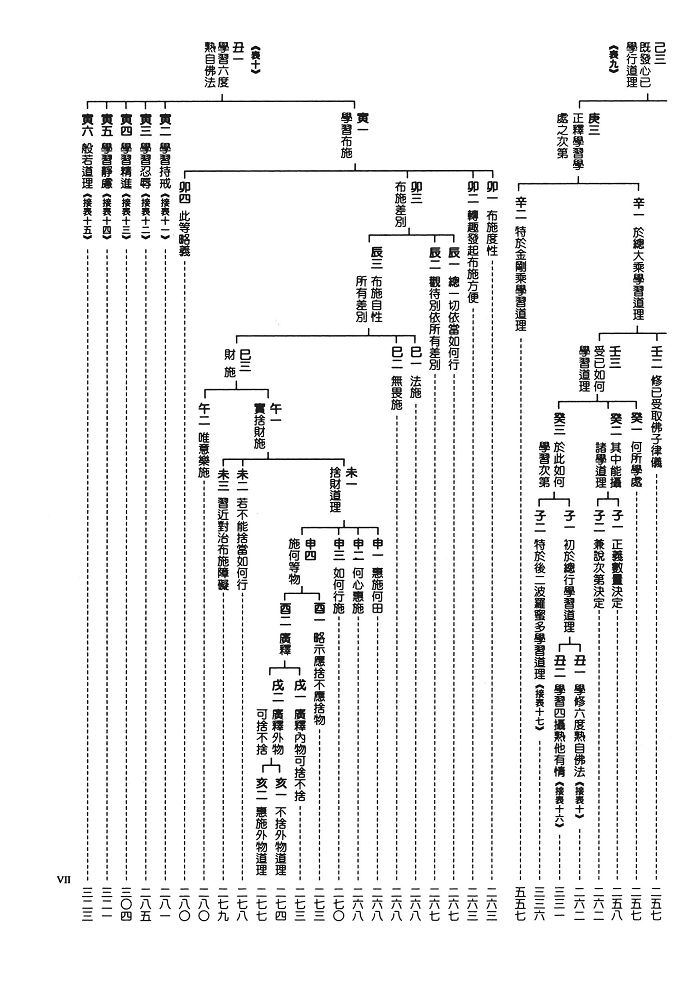 己三
既發心已
學行道理
《表九》
庚三
正釋學習學
處之次第
辛一 於總大乘學習道理
壬二 修已受取佛子律儀 二五七
壬三
受已如何
學習道理
癸一 何所學處 二五七
癸二 其中能攝
諸學道理
子一 正義數量決定 二五八
子二 兼說次第決定 二六二
癸三 於此如何
學習次第
子一 初於總行學習道理
丑一 學修六度熟自佛法《接表十》 二六二
丑二 學習四攝熟他有情《接表十六》 三三一
子二 特於後二波羅蜜多學習道理《接表十七》 三三六
辛二 特於金剛乘學習道理 五五七
《表十》
丑一
學習六度
熟自佛法
寅一
學習布施
卯一 布施度性 二六三
卯二 轉趣發起布施方便 二六三
卯三
布施差別
辰一 總一切依當如何行 二六七
辰二 觀待別依所有差別 二六七
辰三 布施自性
所有差別
巳一 法施 二六八
巳二 無畏施 二六八
巳三
財施
午一
實捨財施
未一
捨財道理
申一 惠施何田 二六八
申二 何心惠施 二六八
申三 如何行施 二七〇
申四
施何等物
酉一 略示應捨不應捨物 二七三
酉二 廣釋
戌一 廣釋內物可捨不捨 二七三
戌二 廣釋外物
可捨不捨
亥一 不捨外物道理 二七四
亥二 惠施外物道理 二七七
未二 若不能捨當如何行 二七八
未三 習近對治布施障礙 二七九
午二 唯意樂施 二八〇
卯四 此等略義 二八〇
寅二 學習持戒《接表十一》 二八一
寅三 學習忍辱《接表十二》 二八五
寅四 學習精進《接表十三》 三〇四
寅五 學習靜慮《接表十四》 三二一
寅六 般若道理《接表十五》 三二三
VII